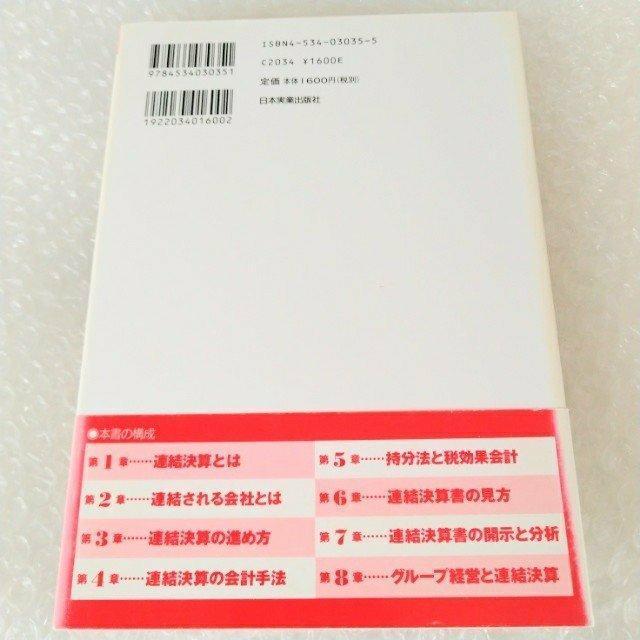 ISBN4-534-03035-5
C2034 ¥1600E
定価 本体1600円(税別)
日本実業出版社
9784534030351
1922034016002
●本書の構成
第1章……連結決算とは
第2章……連結される会社とは
第3章……連結決算の進め方
第4章……連結決算の会計手法
第5章……持分法と税効果会計
第6章……連結決算書の見方
第7章……連結決算書の開示と分析
第8章……グループ経営と連結決算